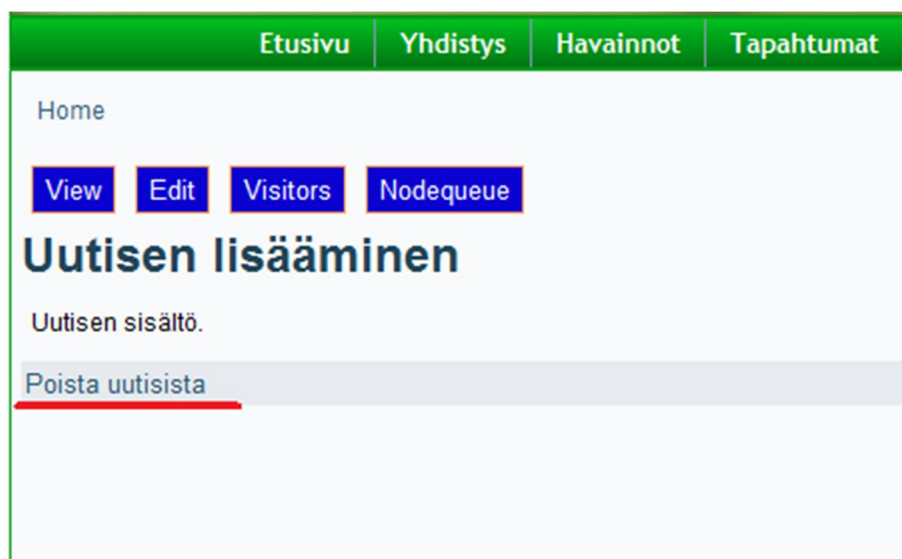 Etusivu Yhdistys Havainnot Tapahtumat
Home
View Edit Visitors Nodequeue
Uutisen lisääminen
Uutisen sisältö.
Poista uutisista